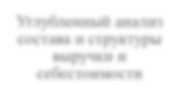 Углубленный анализ
состава и структуры
выручки и
себестоимости